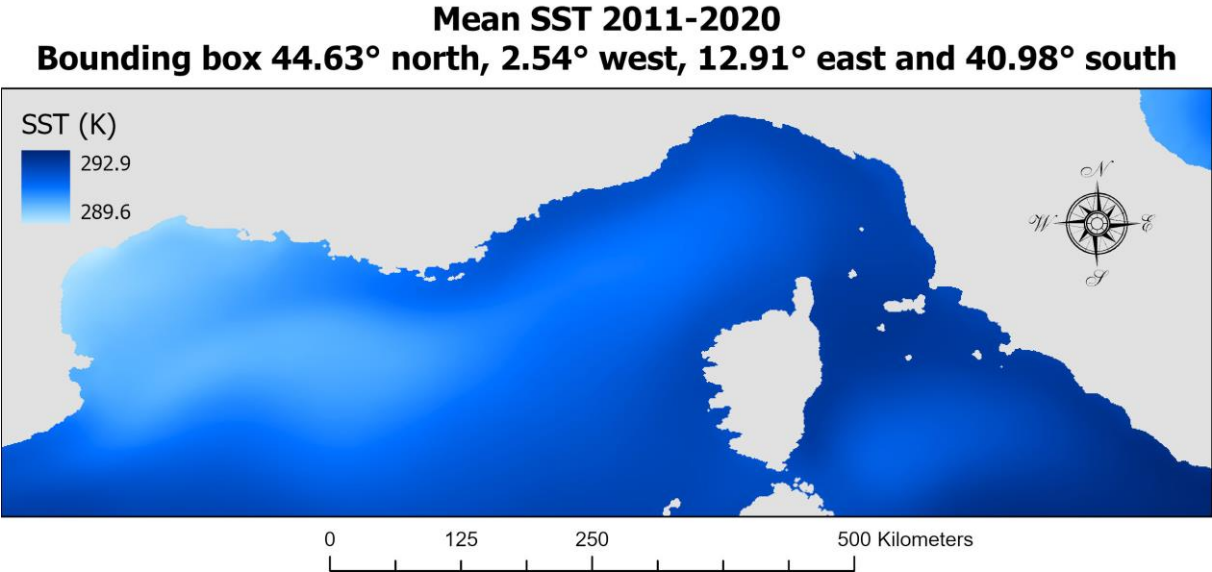 Mean SST 2011-2020
Bounding box 44.63° north, 2.54° west, 12.91° east and 40.98° south
SST (K)
292.9
289.6
N
W E
S
0 125 250 500 Kilometers